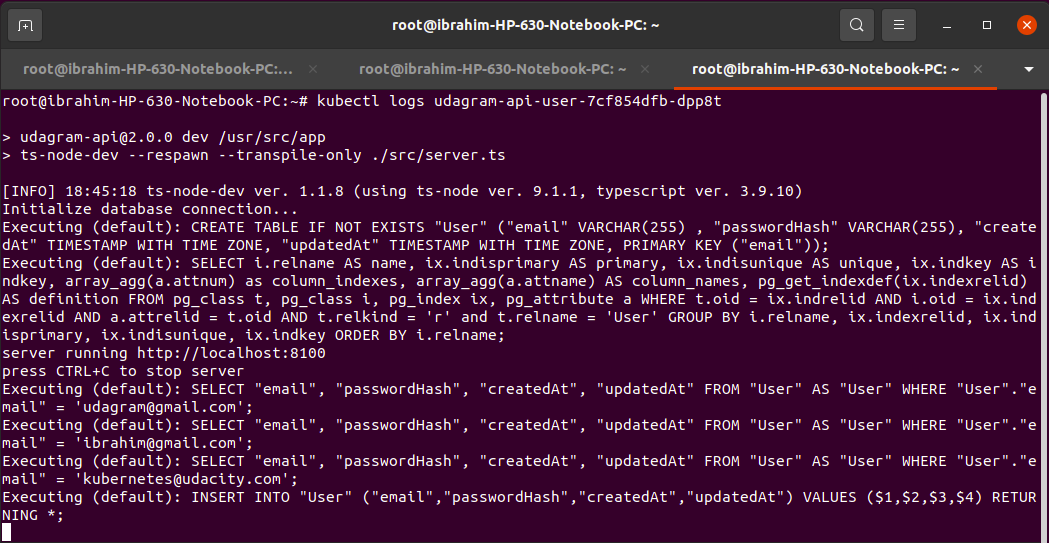 root@ibrahim-HP-630-Notebook-PC: ~
root@ibrahim-HP-630-Notebook-PC:... × root@ibrahim-HP-630-Notebook-PC: ~ × root@ibrahim-HP-630-Notebook-PC: ~ ×
root@ibrahim-HP-630-Notebook-PC:~# kubectl logs udagram-api-user-7cf854dfb-dpp8t
> udagram-api@2.0.0 dev /usr/src/app
> ts-node-dev --respawn --transpile-only ./src/server.ts
[INFO] 18:45:18 ts-node-dev ver. 1.1.8 (using ts-node ver. 9.1.1, typescript ver. 3.9.10)
Initialize database connection...
Executing (default): CREATE TABLE IF NOT EXISTS "User" ("email" VARCHAR(255) , "passwordHash" VARCHAR(255), "create
dAt" TIMESTAMP WITH TIME ZONE, "updatedAt" TIMESTAMP WITH TIME ZONE, PRIMARY KEY ("email"));
Executing (default): SELECT i.relname AS name, ix.indisprimary AS primary, ix.indisunique AS unique, ix.indkey AS i
ndkey, array_agg(a.attnum) as column_indexes, array_agg(a.attname) AS column_names, pg_get_indexdef(ix.indexrelid)
AS definition FROM pg_class t, pg_class i, pg_index ix, pg_attribute a WHERE t.oid = ix.indrelid AND i.oid = ix.ind
exrelid AND a.attrelid = t.oid AND t.relkind = 'r' and t.relname = 'User' GROUP BY i.relname, ix.indexrelid, ix.ind
isprimary, ix.indisunique, ix.indkey ORDER BY i.relname;
server running http://localhost:8100
press CTRL+C to stop server
Executing (default): SELECT "email", "passwordHash", "createdAt", "updatedAt" FROM "User" AS "User" WHERE "User"."e
mail" = 'udagram@gmail.com';
Executing (default): SELECT "email", "passwordHash", "createdAt", "updatedAt" FROM "User" AS "User" WHERE "User"."e
mail" = 'ibrahim@gmail.com';
Executing (default): SELECT "email", "passwordHash", "createdAt", "updatedAt" FROM "User" AS "User" WHERE "User"."e
mail" = 'kubernetes@udacity.com';
Executing (default): INSERT INTO "User" ("email","passwordHash","createdAt","updatedAt") VALUES ($1,$2,$3,$4) RETUR
NING *;